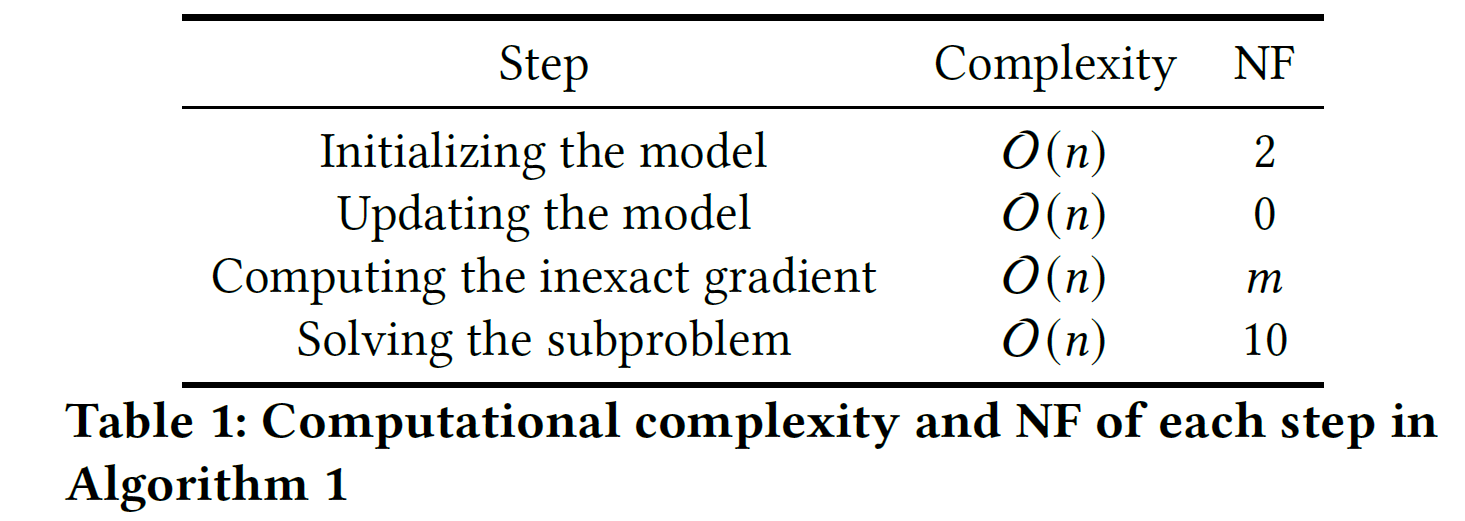 Step Complexity NF
Initializing the model 𝒪(n) 2
Updating the model 𝒪(n) 0
Computing the inexact gradient 𝒪(n) m
Solving the subproblem 𝒪(n) 10
Table 1: Computational complexity and NF of each step in
Algorithm 1